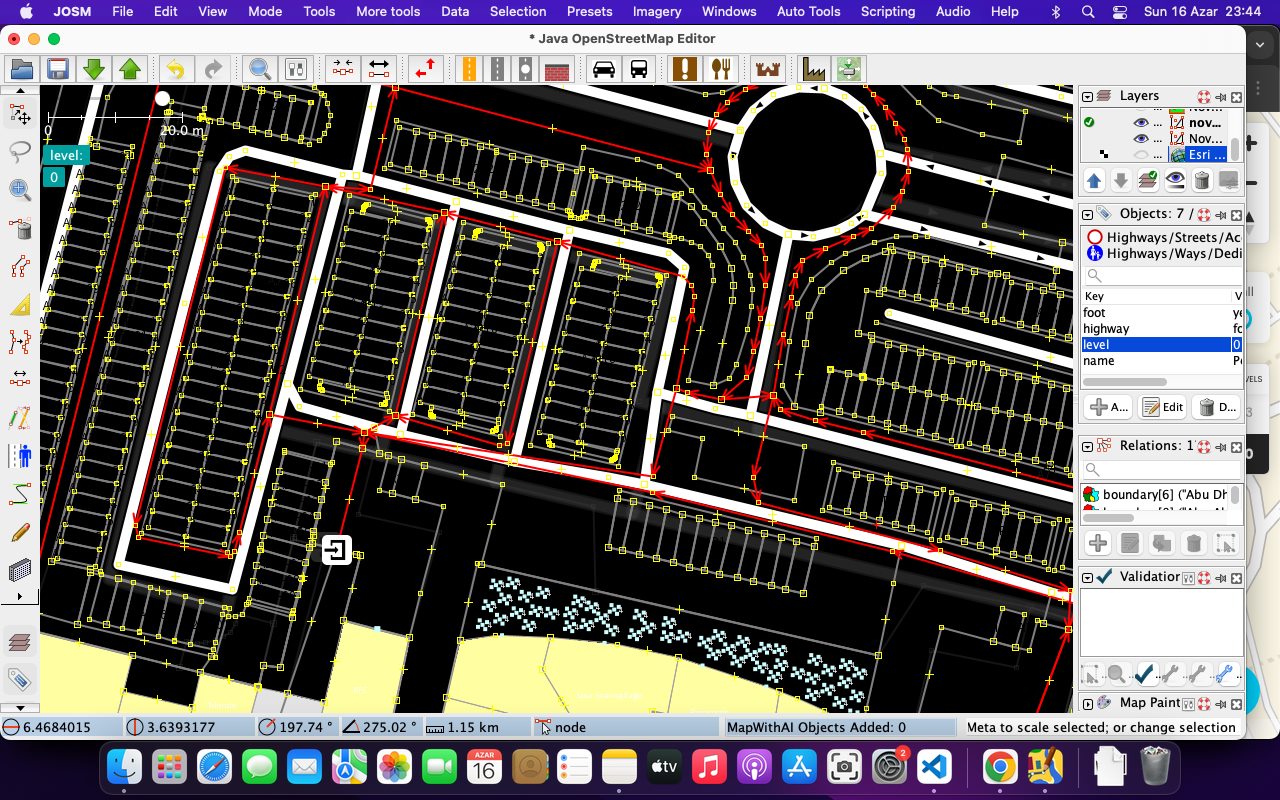 JOSM File Edit View Mode Tools More tools Data Selection Presets Imagery Windows Auto Tools Scripting Audio Help Sun 16 Azar 23:44
* Java OpenStreetMap Editor
Layers
0 20.0 m
nov...
Nov...
level:
Esri ...
0
Objects: 7 /
Highways/Streets/Ac
Highways/Ways/Dedi
Key V
foot ye
highway fo
level 0
name Pe
A... Edit D...
Relations: 1
boundary[6] ("Abu Dh
Validation
Map Paint
6.4684015 3.6393177 197.74 ° 275.02 ° 1.15 km node MapWithAI Objects Added: 0 Meta to scale selected; or change selection
AZAR
16
tv
2